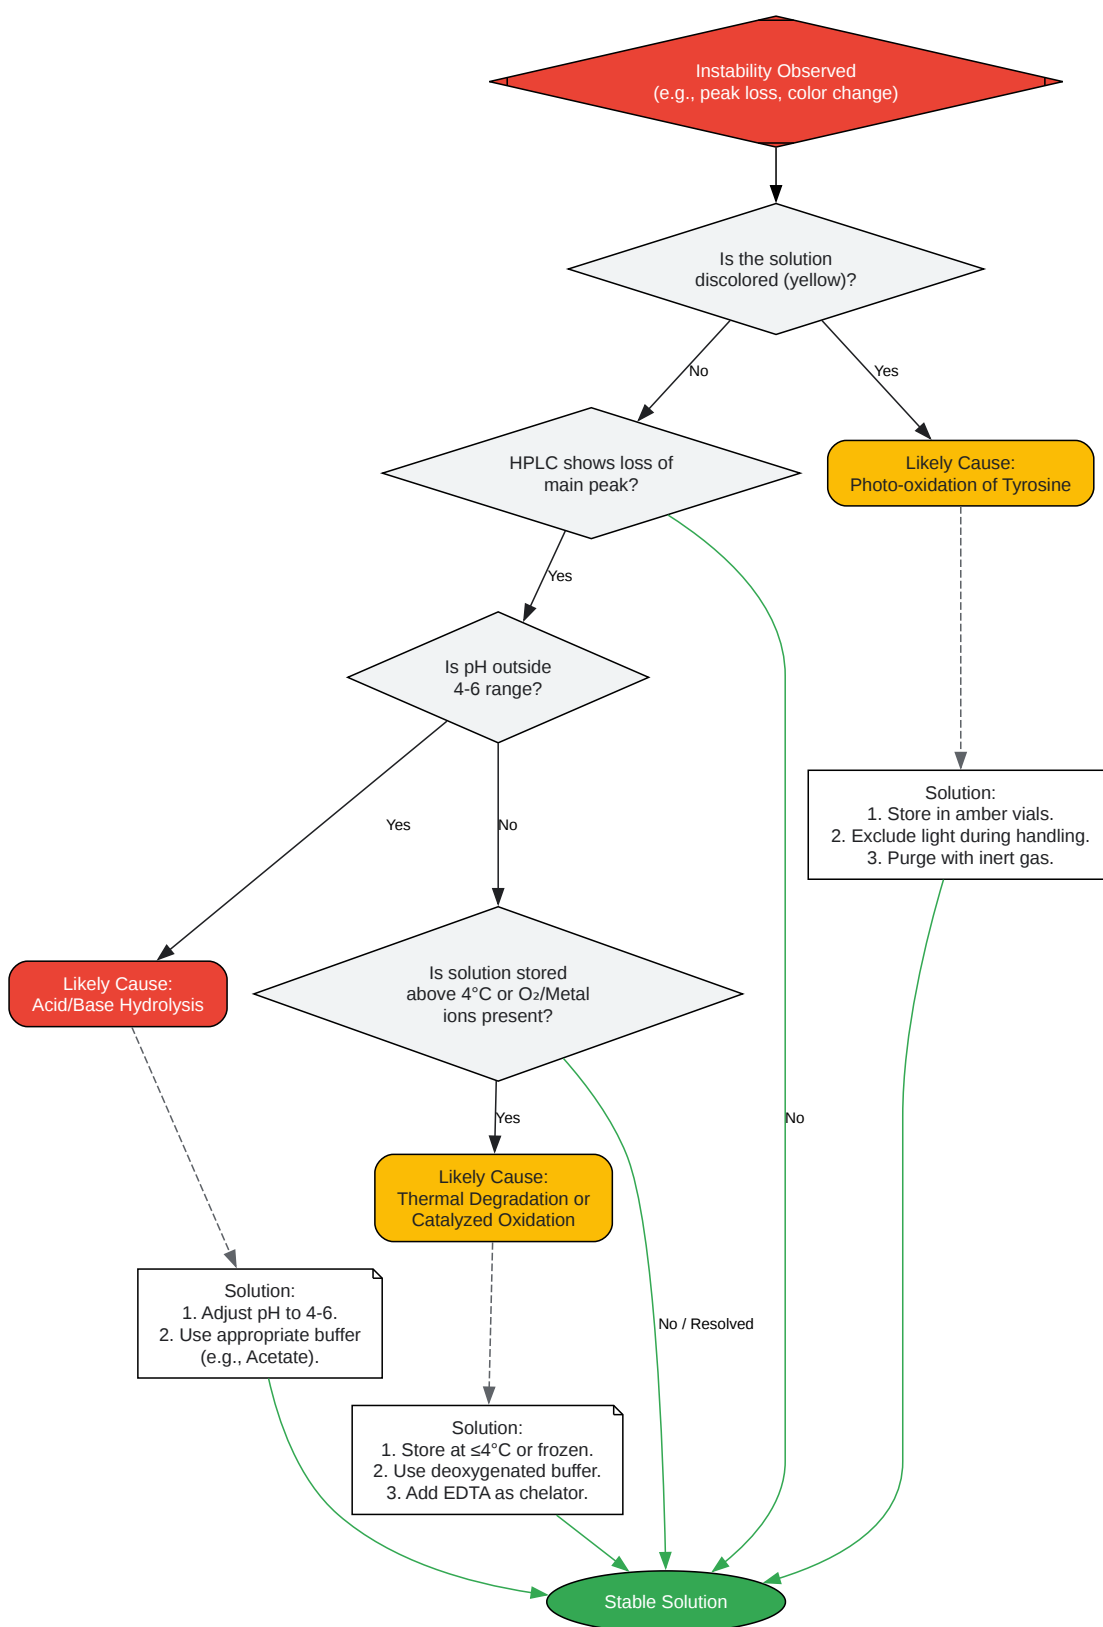 Instability Observed
(e.g., peak loss, color change)
Is the solution
discolored (yellow)?
No
Yes
HPLC shows loss of
main peak?
Likely Cause:
Photo-oxidation of Tyrosine
Yes
Is pH outside
4-6 range?
Solution:
1. Store in amber vials.
2. Exclude light during handling.
3. Purge with inert gas.
Yes
No
Likely Cause:
Acid/Base Hydrolysis
Is solution stored
above 4°C or O₂/Metal
ions present?
Yes
No
Likely Cause:
Thermal Degradation or
Catalyzed Oxidation
Solution:
1. Adjust pH to 4-6.
2. Use appropriate buffer
(e.g., Acetate).
No / Resolved
Solution:
1. Store at ≤4°C or frozen.
2. Use deoxygenated buffer.
3. Add EDTA as chelator.
Stable Solution